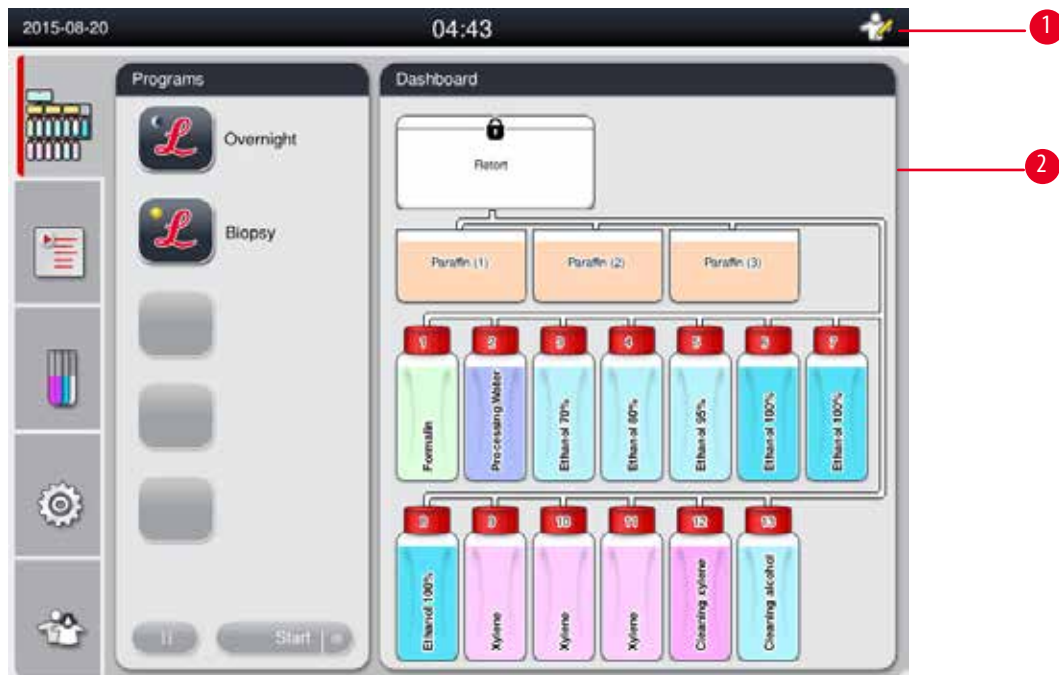 2015-08-20 04:43
1
Programs
Overnight
Biopsy
Start
Dashboard
2
Retort
Paraffin (1) Paraffin (2) Paraffin (3)
1 2 3 4 5 6 7
Formalin
Processing Water
Ethanol 70%
Ethanol 80%
Ethanol 95%
Ethanol 100%
Ethanol 100%
8 9 10 11 12 13
Ethanol 100%
Xylene
Xylene
Xylene
Cleaning xylene
Cleaning alcohol